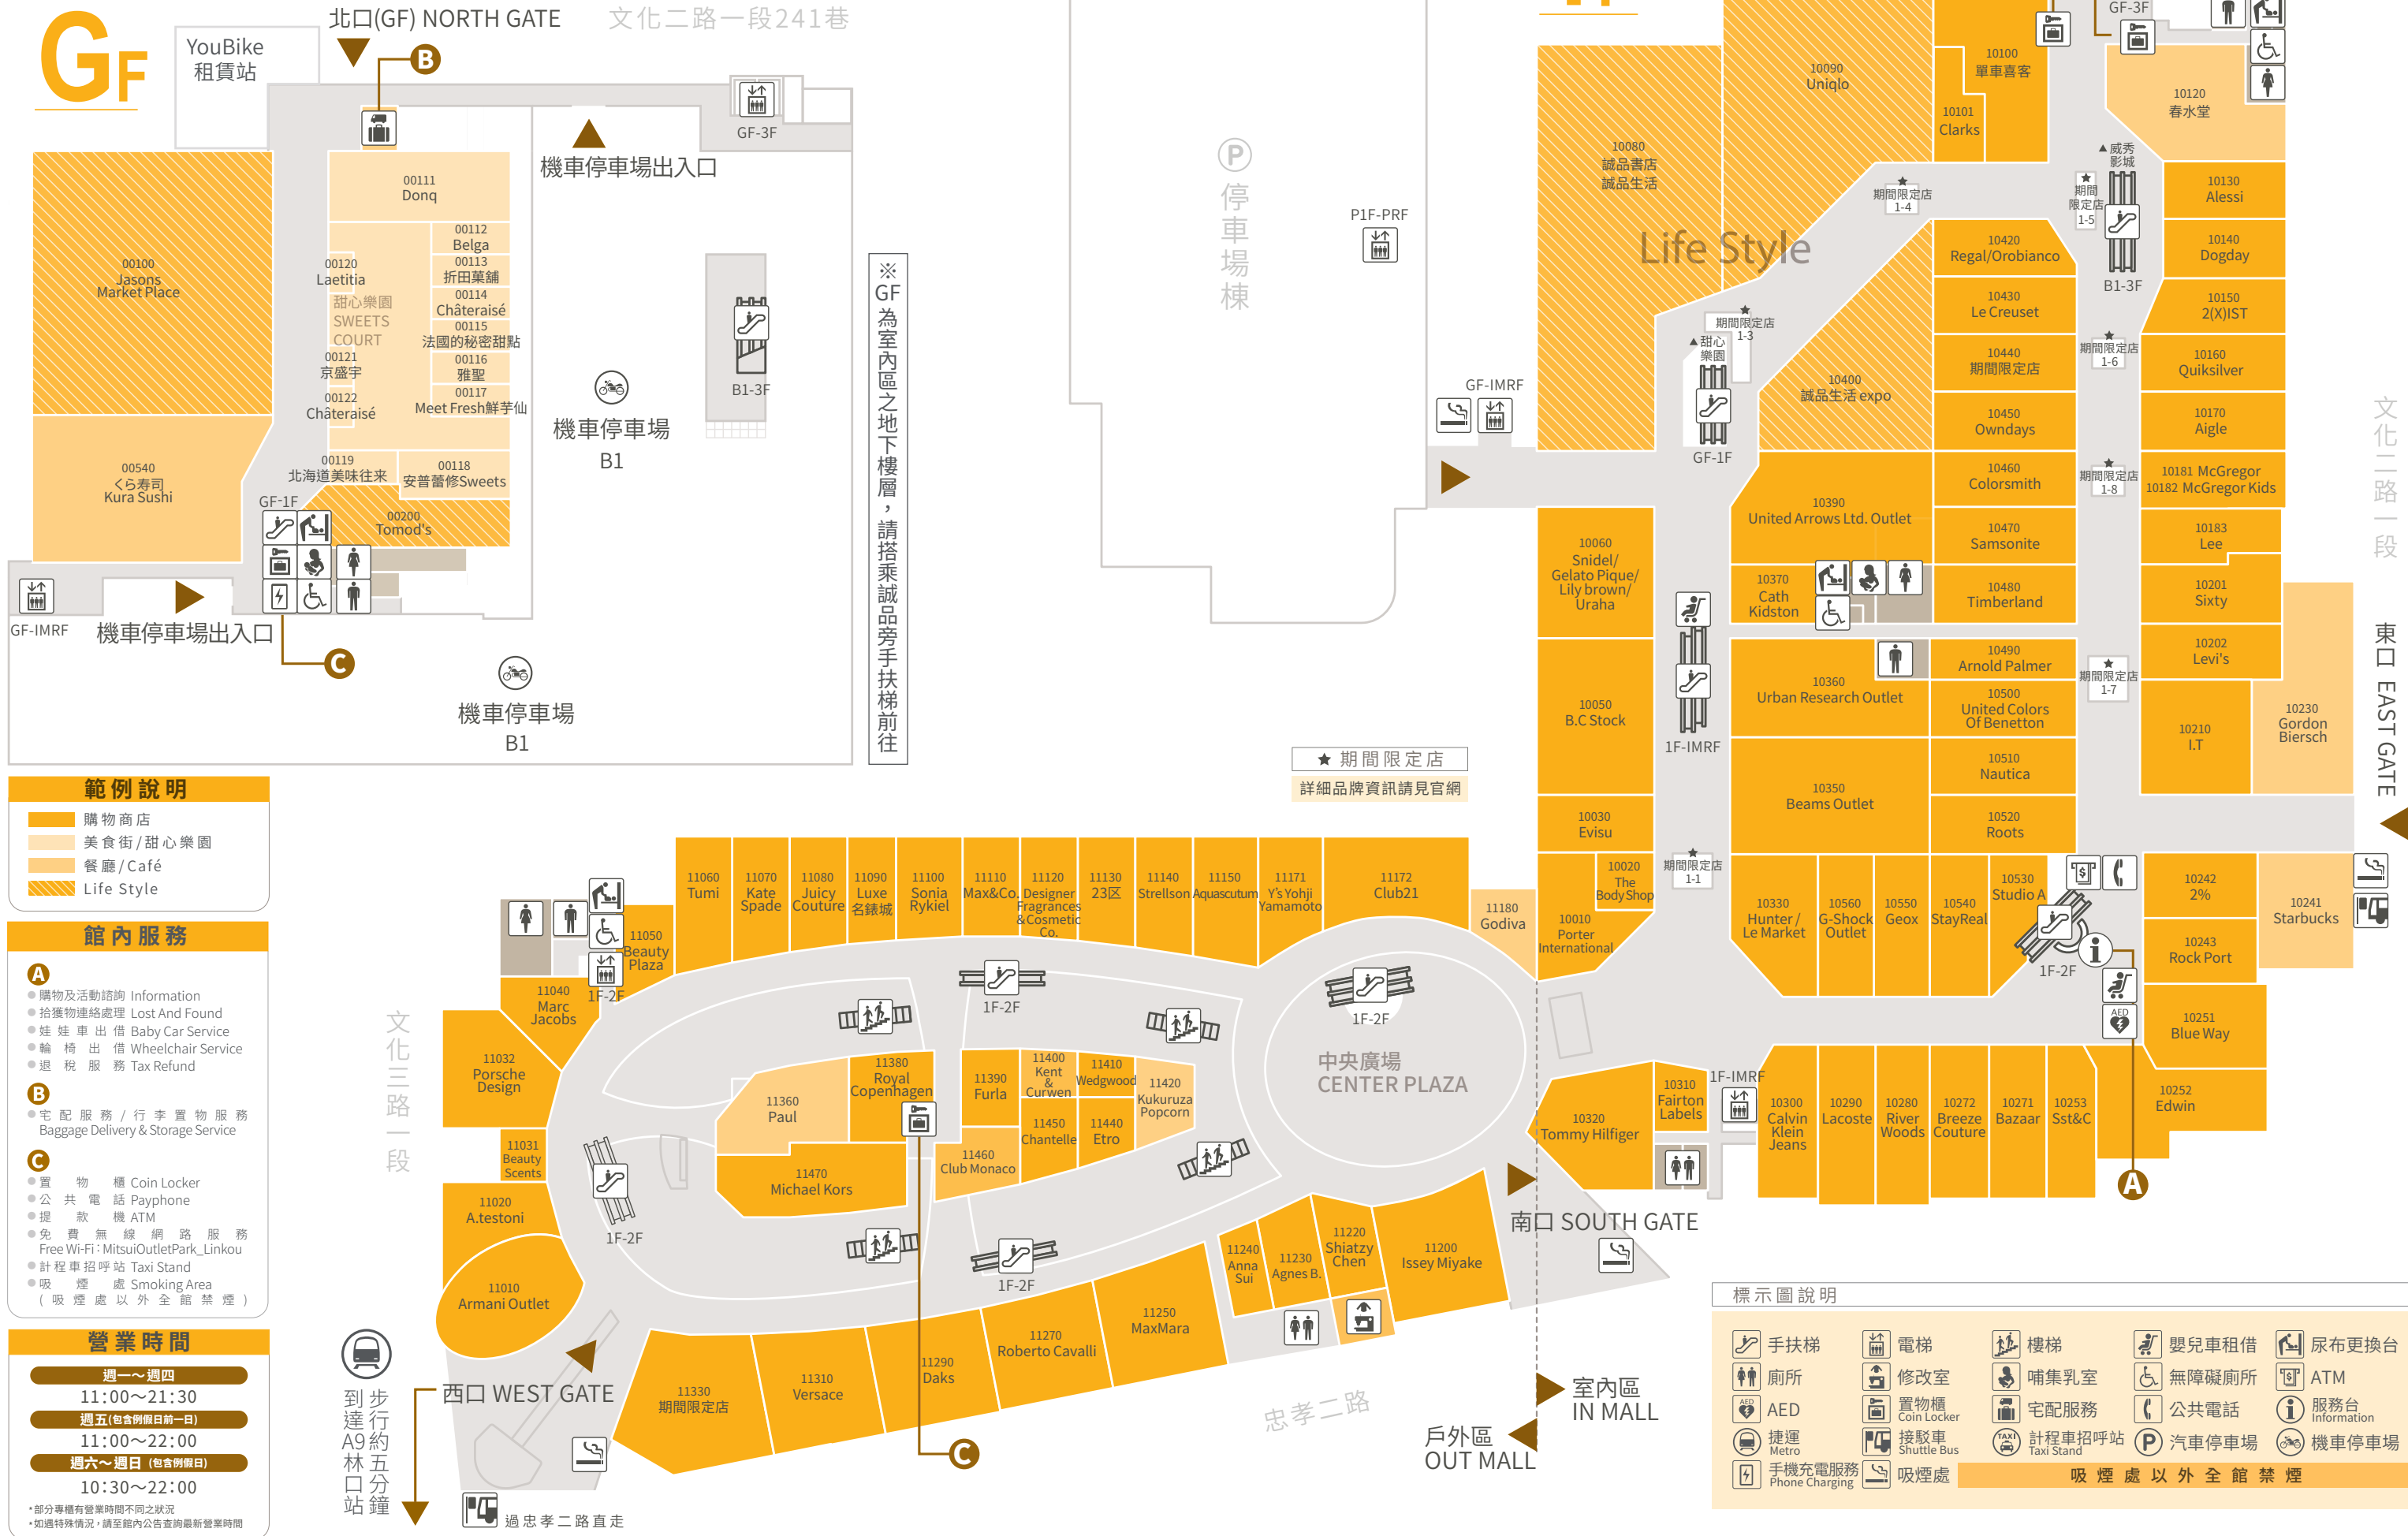 GF
YouBike
租賃站
北口(GF) NORTH GATE
文化二路一段241巷
B
GF-3F
機車停車場出入口
00111
Donq
00112
Belga
00113
折田菓舖
00114
Châteraisé
00115
法國的秘密甜點
00116
雅聖
00117
Meet Fresh鮮芋仙
00120
Laetitia
甜心樂園
SWEETS
COURT
00121
京盛宇
00122
Châteraisé
00119
北海道美味往来
00118
安普蕾修Sweets
00100
Jasons
Market Place
00540
くら寿司
Kura Sushi
GF-1F
00200
Tomod's
GF-IMRF
機車停車場出入口
C
機車停車場
B1
機車停車場
B1
B1-3F
※GF為室內區之地下樓層，請搭乘誠品旁手扶梯前往
P
停車場棟
P1F-PRF
GF-IMRF
★期間限定店
詳細品牌資訊請見官網
10080
誠品書店
誠品生活
10090
Uniqlo
10100
單車喜客
10101
Clarks
GF-3F
10120
春水堂
▲威秀
影城
B1-3F
★
期間限定店
1-4
★
期間
限定店
1-5
Life Style
★
期間限定店
1-3
▲甜心
樂園
GF-1F
10400
誠品生活 expo
10420
Regal/Orobianco
10430
Le Creuset
10440
期間限定店
10450
Owndays
10460
Colorsmith
10470
Samsonite
10480
Timberland
10490
Arnold Palmer
10500
United Colors
Of Benetton
10510
Nautica
10520
Roots
10130
Alessi
10140
Dogday
10150
2(X)IST
10160
Quiksilver
10170
Aigle
10181 McGregor
10182 McGregor Kids
10183
Lee
10201
Sixty
10202
Levi's
10210
I.T
10230
Gordon
Biersch
★
期間限定店
1-6
★
期間限定店
1-8
★
期間限定店
1-7
文化二路一段
東口 EAST GATE
10390
United Arrows Ltd. Outlet
10370
Cath
Kidston
10360
Urban Research Outlet
10350
Beams Outlet
10060
Snidel/
Gelato Pique/
Lily brown/
Uraha
10050
B.C Stock
10030
Evisu
10020
The
Body Shop
10010
Porter
International
1F-IMRF
★
期間限定店
1-1
10330
Hunter /
Le Market
10560
G-Shock
Outlet
10550
Geox
10540
StayReal
10530
Studio A
1F-2F
10242
2%
10243
Rock Port
10241
Starbucks
10251
Blue Way
10252
Edwin
AED
A
1F-IMRF
10320
Tommy Hilfiger
10310
Fairton
Labels
10300
Calvin
Klein
Jeans
10290
Lacoste
10280
River
Woods
10272
Breeze
Couture
10271
Bazaar
10253
Sst&C
南口 SOUTH GATE
11060
Tumi
11070
Kate
Spade
11080
Juicy
Couture
11090
Luxe
名錶城
11100
Sonia
Rykiel
11110
Max&Co.
11120
Designer
Fragrances
&Cosmetic
Co.
11130
23区
11140
Strellson
11150
Aquascutum
11171
Y's Yohji
Yamamoto
11172
Club21
11180
Godiva
11050
Beauty
Plaza
1F-2F
11040
Marc
Jacobs
11032
Porsche
Design
11031
Beauty
Scents
11020
A.testoni
11010
Armani Outlet
文化三路一段
1F-2F
1F-2F
1F-2F
1F-2F
中央廣場
CENTER PLAZA
11360
Paul
11380
Royal
Copenhagen
11390
Furla
11400
Kent
&
Curwen
11410
Wedgwood
11420
Kukuruza
Popcorn
11440
Etro
11450
Chantelle
11460
Club Monaco
11470
Michael Kors
11240
Anna
Sui
11230
Agnes B.
11220
Shiatzy
Chen
11200
Issey Miyake
11250
MaxMara
11270
Roberto Cavalli
11290
Daks
11310
Versace
11330
期間限定店
C
西口 WEST GATE
步行約五分鐘
到達A9林口站
過忠孝二路直走
忠孝二路
室內區
IN MALL
戶外區
OUT MALL
範例說明
購物商店
美食街/甜心樂園
餐廳/Café
Life Style
館內服務
A
購物及活動諮詢 Information
拾獲物連絡處理 Lost And Found
娃娃車出借 Baby Car Service
輪椅出借 Wheelchair Service
退稅服務 Tax Refund
B
宅配服務/行李置物服務
Baggage Delivery & Storage Service
C
置物櫃 Coin Locker
公共電話 Payphone
提款機 ATM
免費無線網路服務
Free Wi-Fi : MitsuiOutletPark_Linkou
計程車招呼站 Taxi Stand
吸煙處 Smoking Area
(吸煙處以外全館禁煙)
營業時間
週一～週四
11:00～21:30
週五(包含例假日前一日)
11:00～22:00
週六～週日 (包含例假日)
10:30～22:00
*部分專櫃有營業時間不同之狀況
*如遇特殊情況，請至館內公告查詢最新營業時間
標示圖說明
手扶梯
電梯
樓梯
嬰兒車租借
尿布更換台
廁所
修改室
哺集乳室
無障礙廁所
ATM
AED
AED
置物櫃
Coin Locker
宅配服務
公共電話
服務台
Information
捷運
Metro
接駁車
Shuttle Bus
TAXI
計程車招呼站
Taxi Stand
P
汽車停車場
機車停車場
手機充電服務
Phone Charging
吸煙處
吸煙處以外全館禁煙